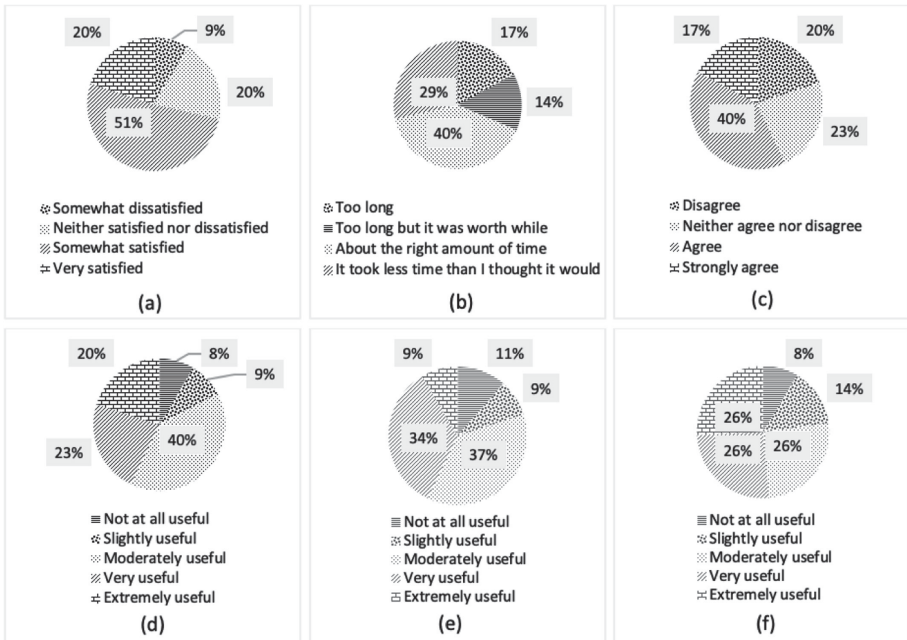 20%
9%
20%
51%
Somewhat dissatisfied
Neither satisfied nor dissatisfied
Somewhat satisfied
Very satisfied
(a)
17%
14%
40%
29%
Too long
Too long but it was worth while
About the right amount of time
It took less time than I thought it would
(b)
17%
20%
23%
40%
Disagree
Neither agree nor disagree
Agree
Strongly agree
(c)
20%
8%
9%
40%
23%
Not at all useful
Slightly useful
Moderately useful
Very useful
Extremely useful
(d)
9%
11%
9%
37%
34%
Not at all useful
Slightly useful
Moderately useful
Very useful
Extremely useful
(e)
8%
14%
26%
26%
26%
Not at all useful
Slightly useful
Moderately useful
Very useful
Extremely useful
(f)